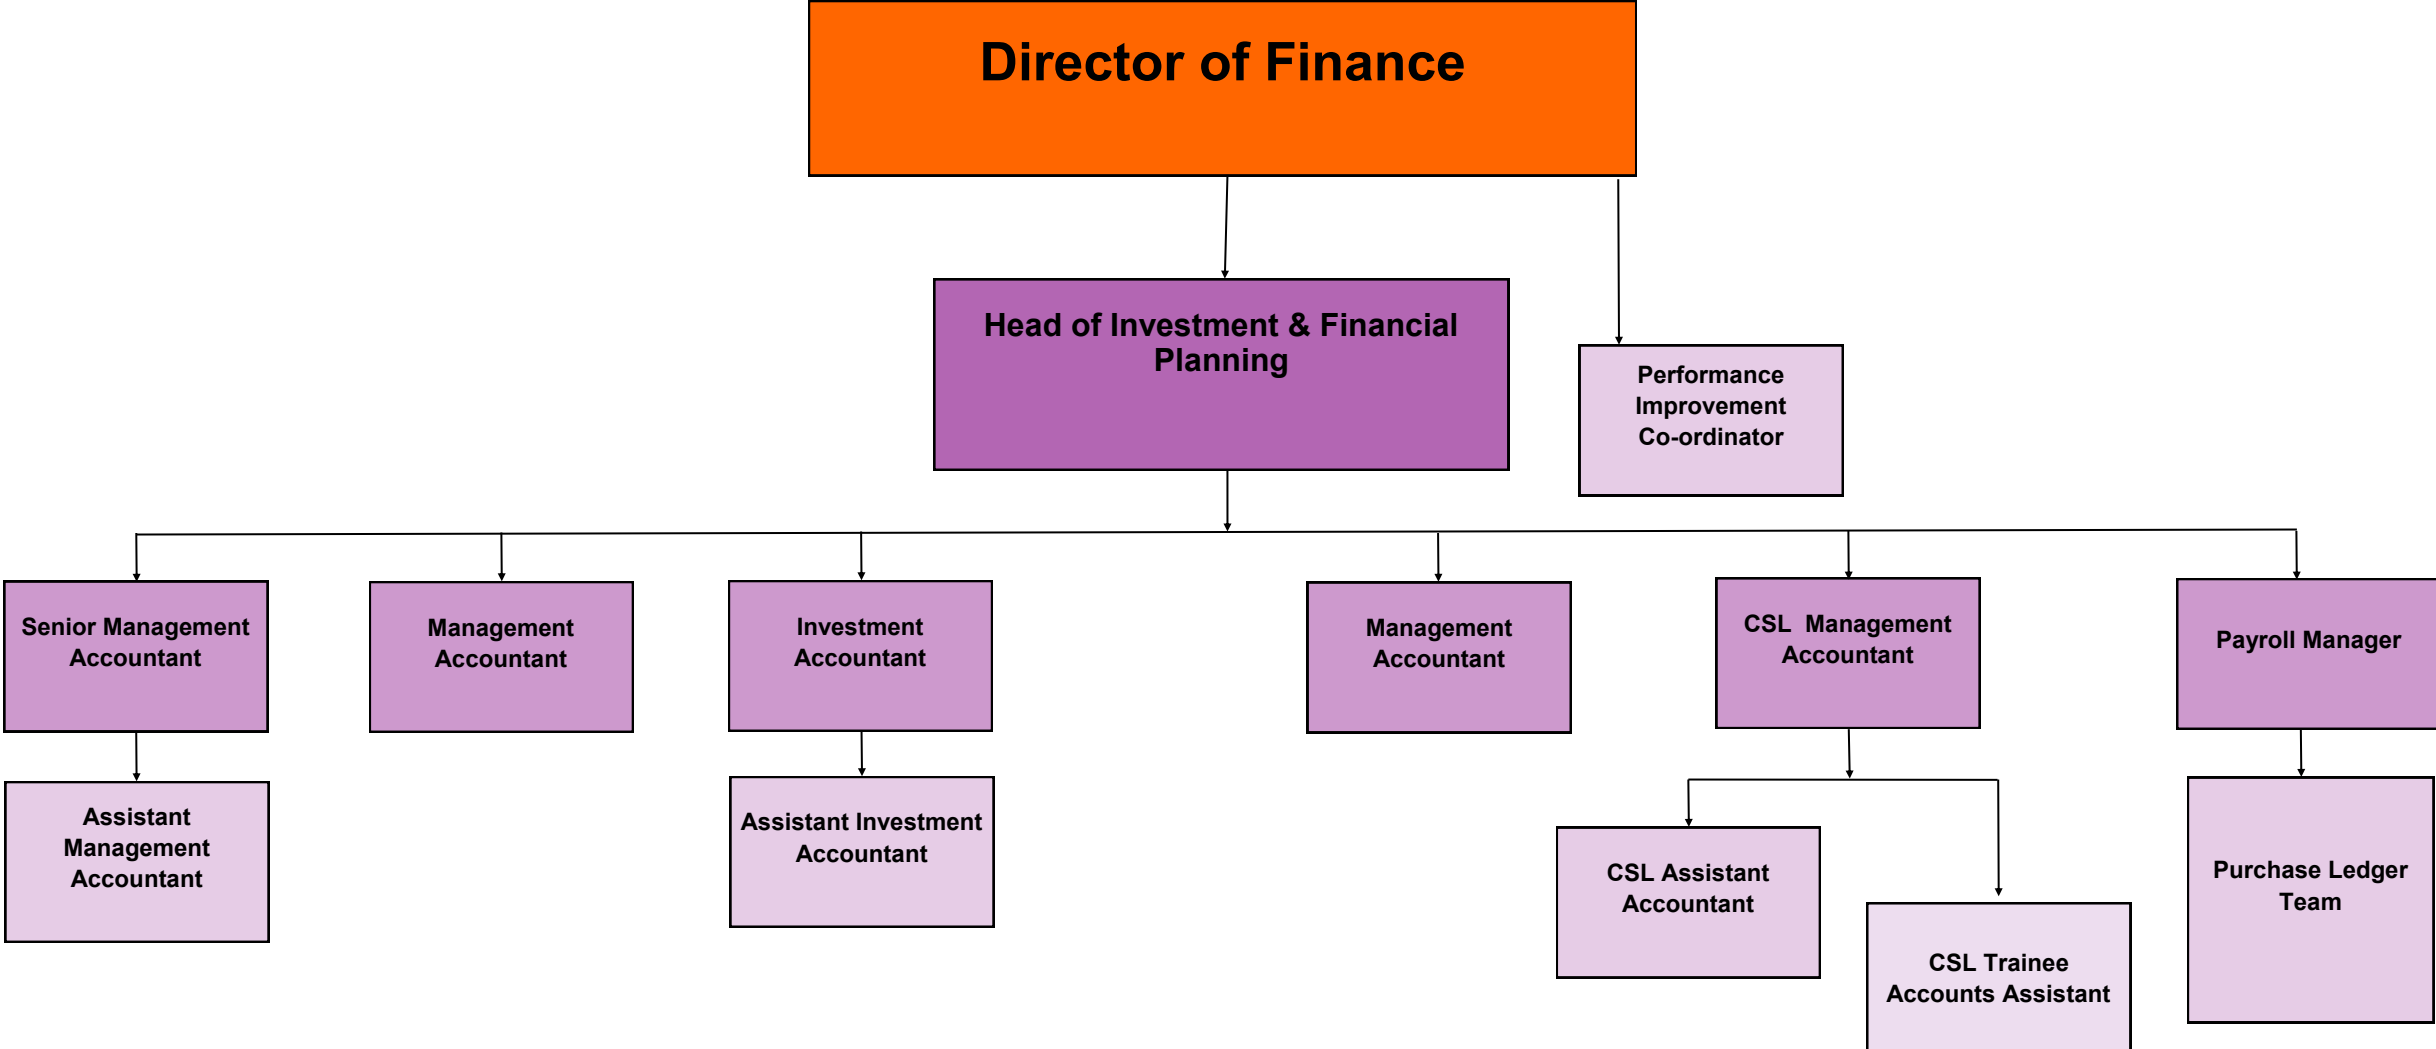 Director of Finance
Head of Investment & Financial
Planning
Performance
Improvement
Co-ordinator
Senior Management
Accountant
Management
Accountant
Investment
Accountant
Management
Accountant
CSL  Management
Accountant
Payroll Manager
Assistant
Management
Accountant
Assistant Investment
Accountant
CSL Assistant
Accountant
CSL Trainee
Accounts Assistant
Purchase Ledger
Team